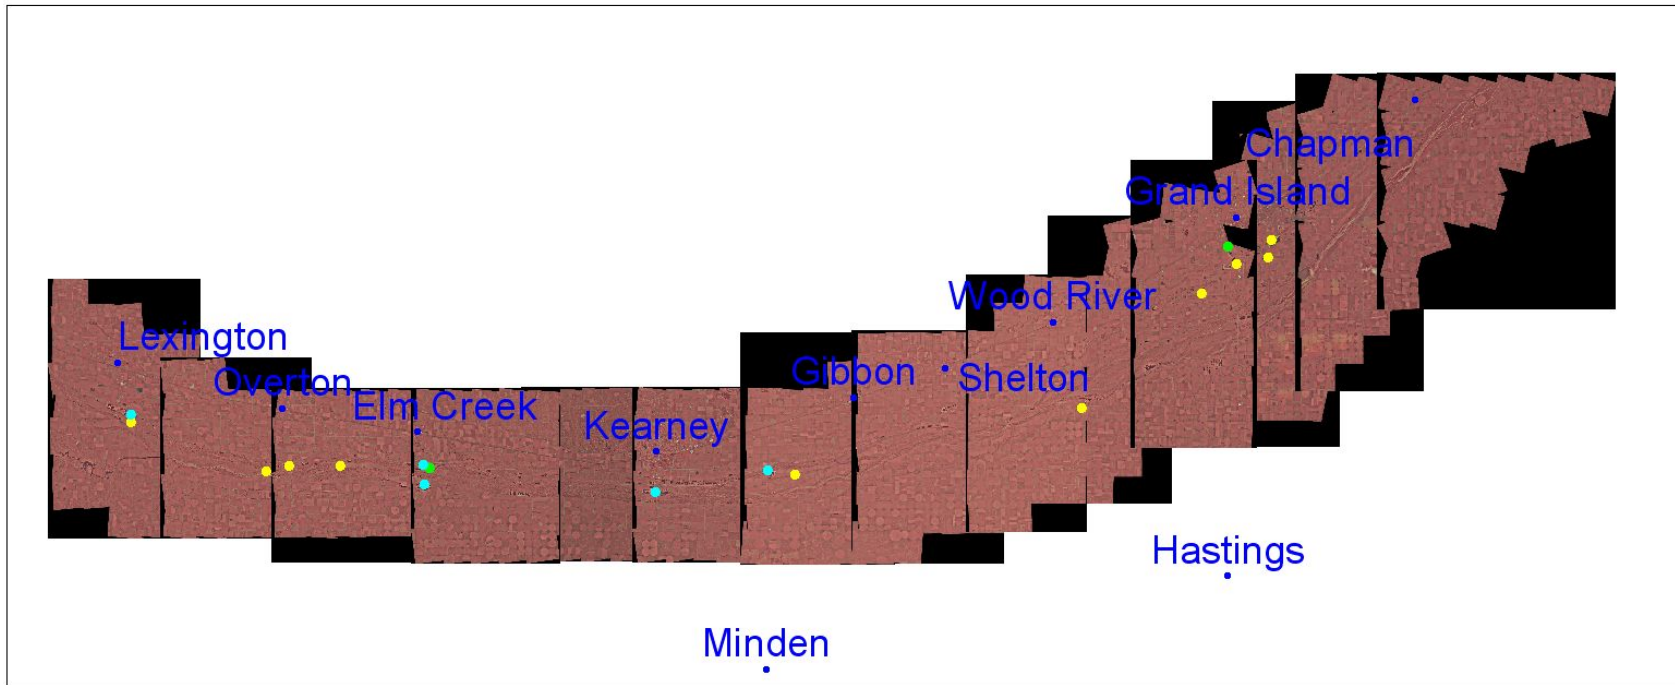 Chapman
Grand Island
Wood River
Lexington
Overton
Gibbon
Shelton
Elm Creek
Kearney
Hastings
Minden